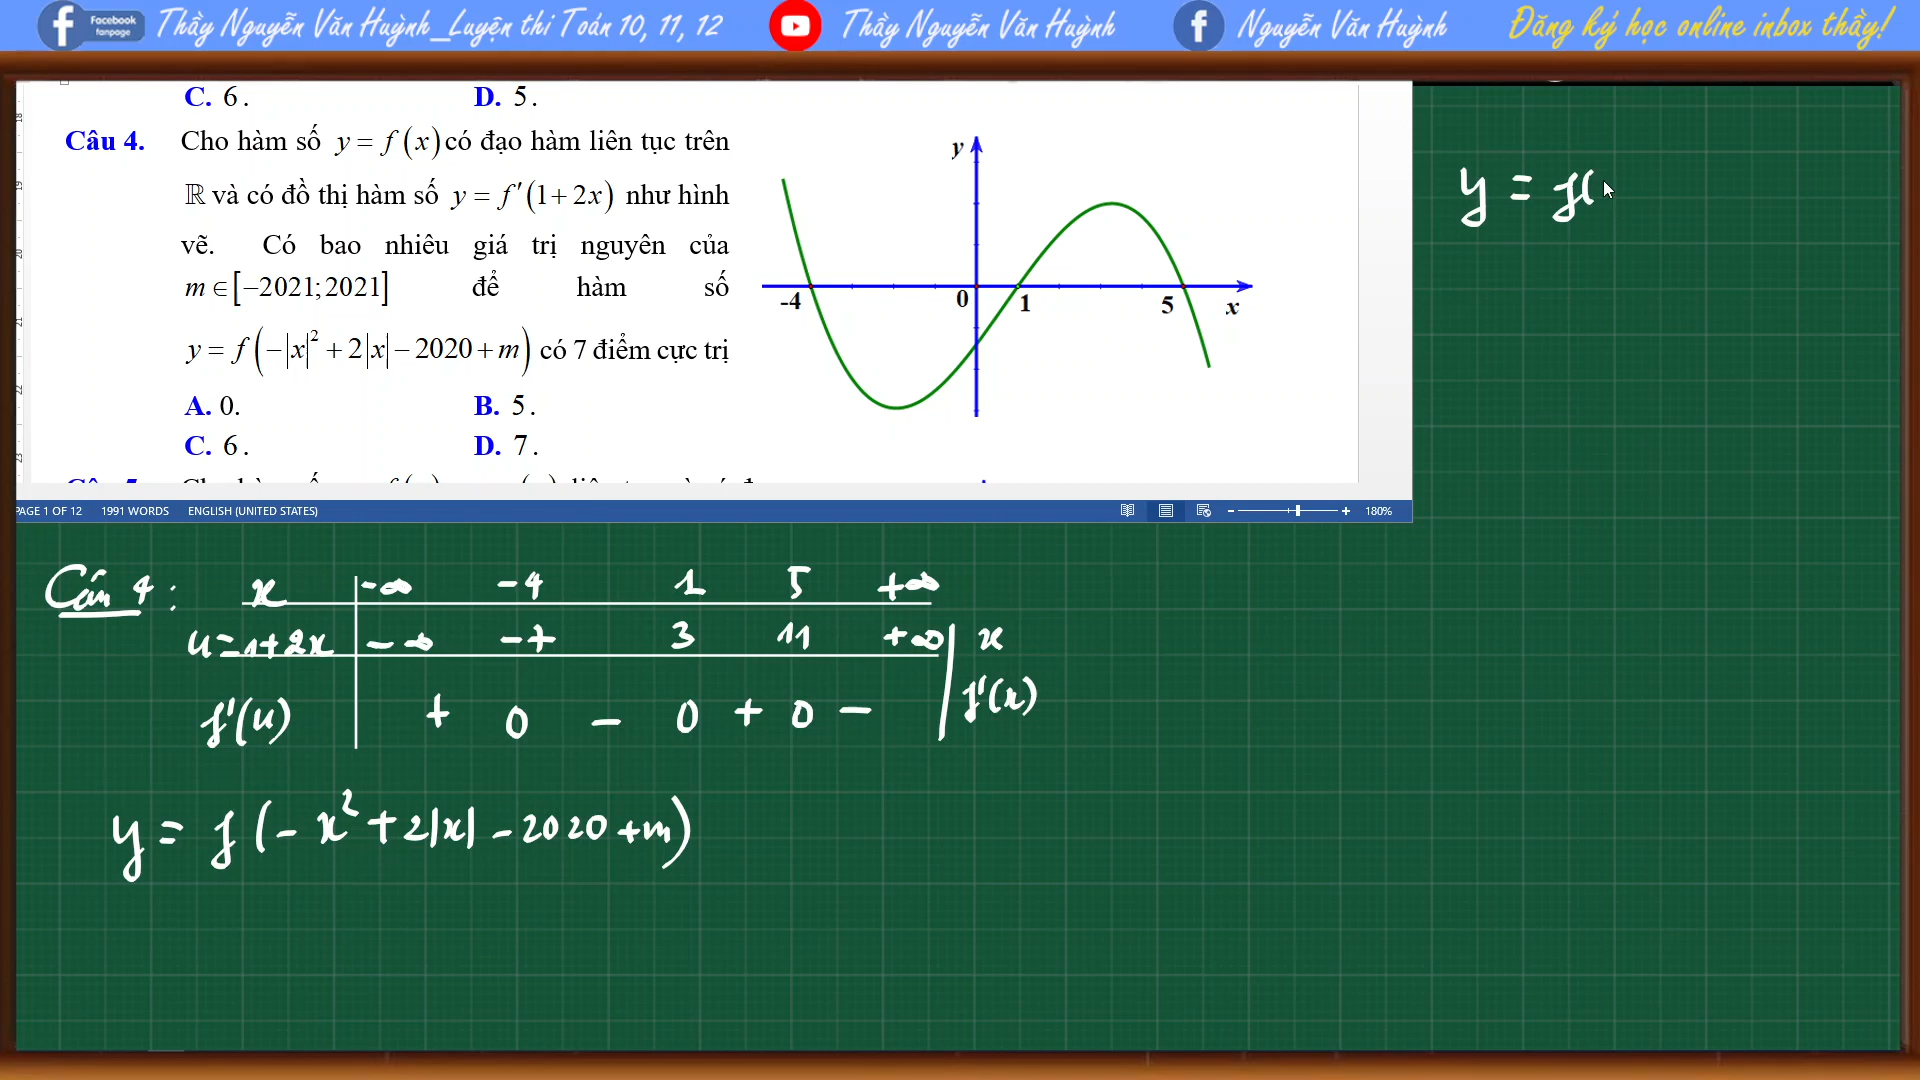 Facebook fanpage Thầy Nguyễn Văn Huỳnh_Luyện thi Toán 10, 11, 12 Thầy Nguyễn Văn Huỳnh Nguyễn Văn Huỳnh Đăng ký học online inbox thầy!
C. 6. D. 5.
Câu 4. Cho hàm số y = f(x) có đạo hàm liên tục trên
ℝ và có đồ thị hàm số y = f′(1+2x) như hình
vẽ. Có bao nhiêu giá trị nguyên của
m ∈ [−2021;2021] để hàm số
y = f(−|x|² + 2|x| − 2020 + m) có 7 điểm cực trị
A. 0. B. 5.
C. 6. D. 7.
y
-4 0 1 5 x
y = f(
PAGE 1 OF 12 1991 WORDS ENGLISH (UNITED STATES) 180%
Câu 4: x -∞ -4 1 5 +∞
u=1+2x -∞ -7 3 11 +∞ x
f'(u) + 0 - 0 + 0 - f'(x)
y = f(-x² + 2|x| - 2020 + m)